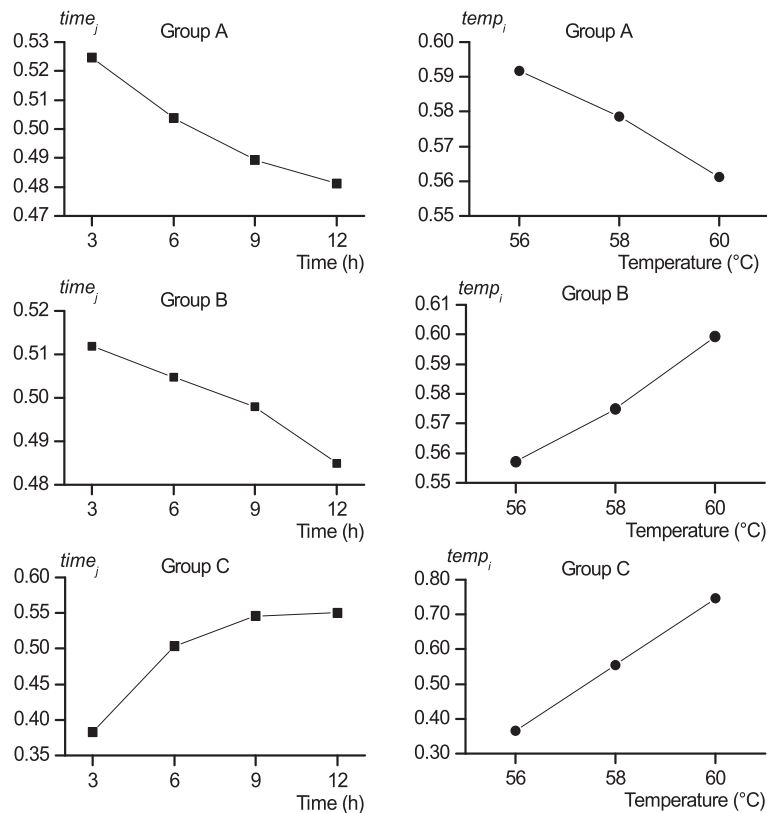 time_j Group A
0.53
0.52
0.51
0.50
0.49
0.48
0.47
3 6 9 12
Time (h)
temp_i Group A
0.60
0.59
0.58
0.57
0.56
0.55
56 58 60
Temperature (°C)
time_j Group B
0.52
0.51
0.50
0.49
0.48
3 6 9 12
Time (h)
temp_i Group B
0.61
0.60
0.59
0.58
0.57
0.56
0.55
56 58 60
Temperature (°C)
time_j Group C
0.60
0.55
0.50
0.45
0.40
0.35
3 6 9 12
Time (h)
temp_i Group C
0.80
0.70
0.60
0.50
0.40
0.30
56 58 60
Temperature (°C)